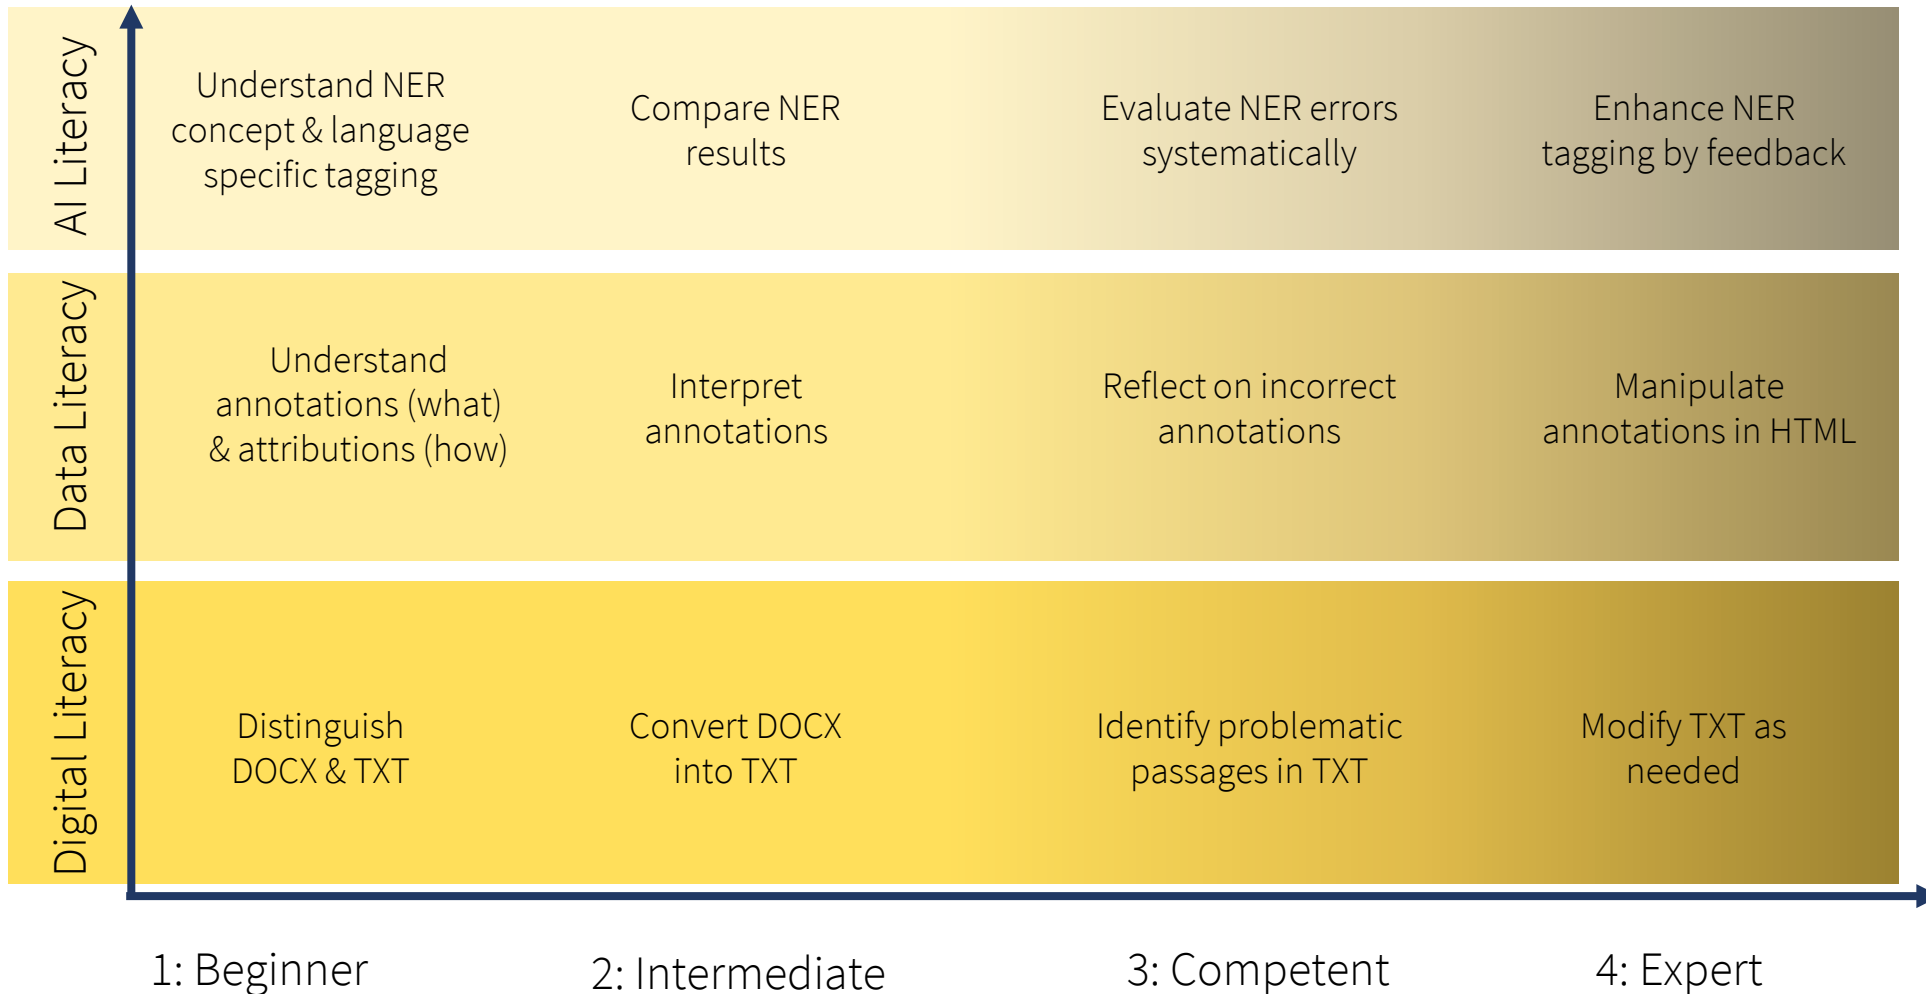 AI Literacy
Understand NER
concept & language
specific tagging
Compare NER
results
Evaluate NER errors
systematically
Enhance NER
tagging by feedback
Data Literacy
Understand
annotations (what)
& attributions (how)
Interpret
annotations
Reflect on incorrect
annotations
Manipulate
annotations in HTML
Digital Literacy
Distinguish
DOCX & TXT
Convert DOCX
into TXT
Identify problematic
passages in TXT
Modify TXT as
needed
1: Beginner
2: Intermediate
3: Competent
4: Expert